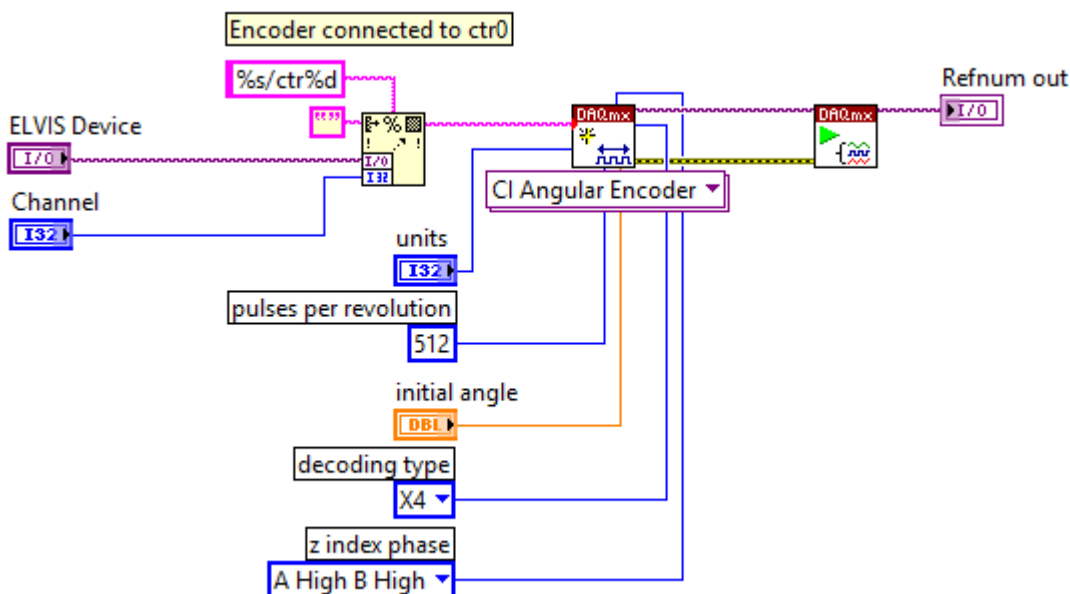 Encoder connected to ctr0
%s/ctr%d
Refnum out
ELVIS Device
I/O
%
I/O
I32
DAQmx
DAQmx
I/O
Channel
I32
CI Angular Encoder
units
I32
pulses per revolution
512
initial angle
DBL
decoding type
X4
z index phase
A High B High